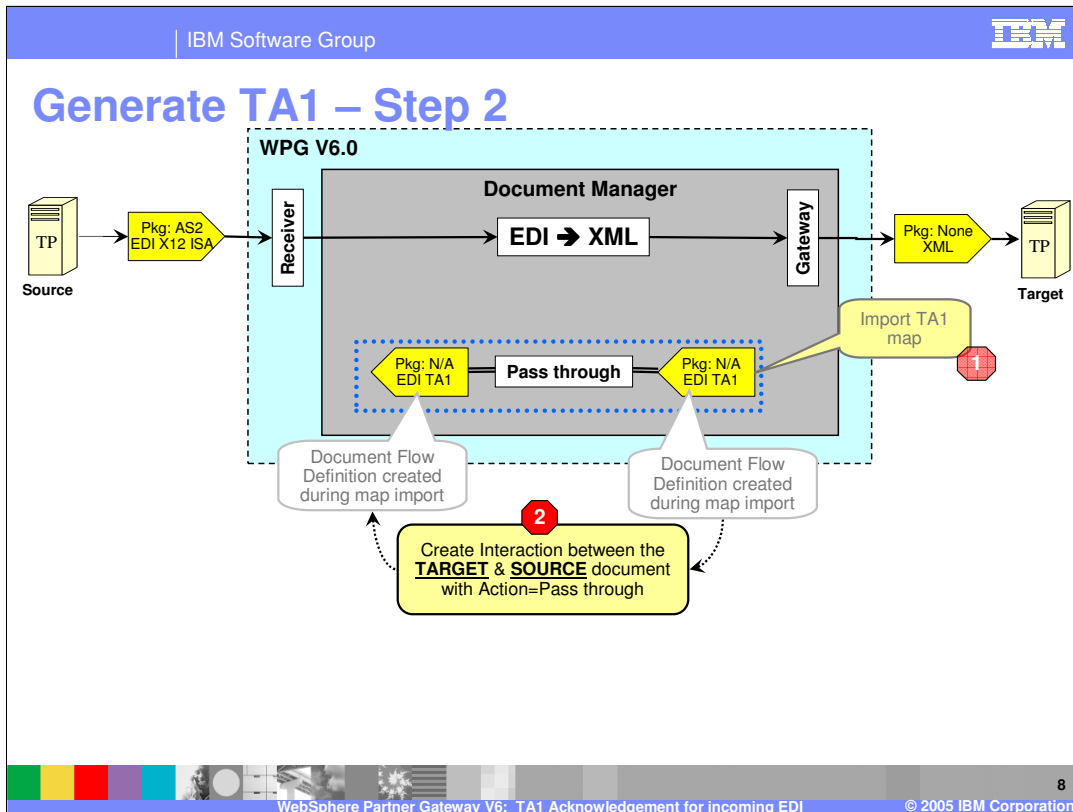 IBM Software Group
IBM
Generate TA1 – Step 2
WPG V6.0
Document Manager
TP
Source
Pkg: AS2
EDI X12 ISA
Receiver
EDI ➔ XML
Gateway
Pkg: None
XML
TP
Target
Import TA1
map
1
Pkg: N/A
EDI TA1
Pass through
Pkg: N/A
EDI TA1
Document Flow
Definition created
during map import
Document Flow
Definition created
during map import
2
Create Interaction between the
TARGET & SOURCE document
with Action=Pass through
8
WebSphere Partner Gateway V6: TA1 Acknowledgement for incoming EDI
© 2005 IBM Corporation